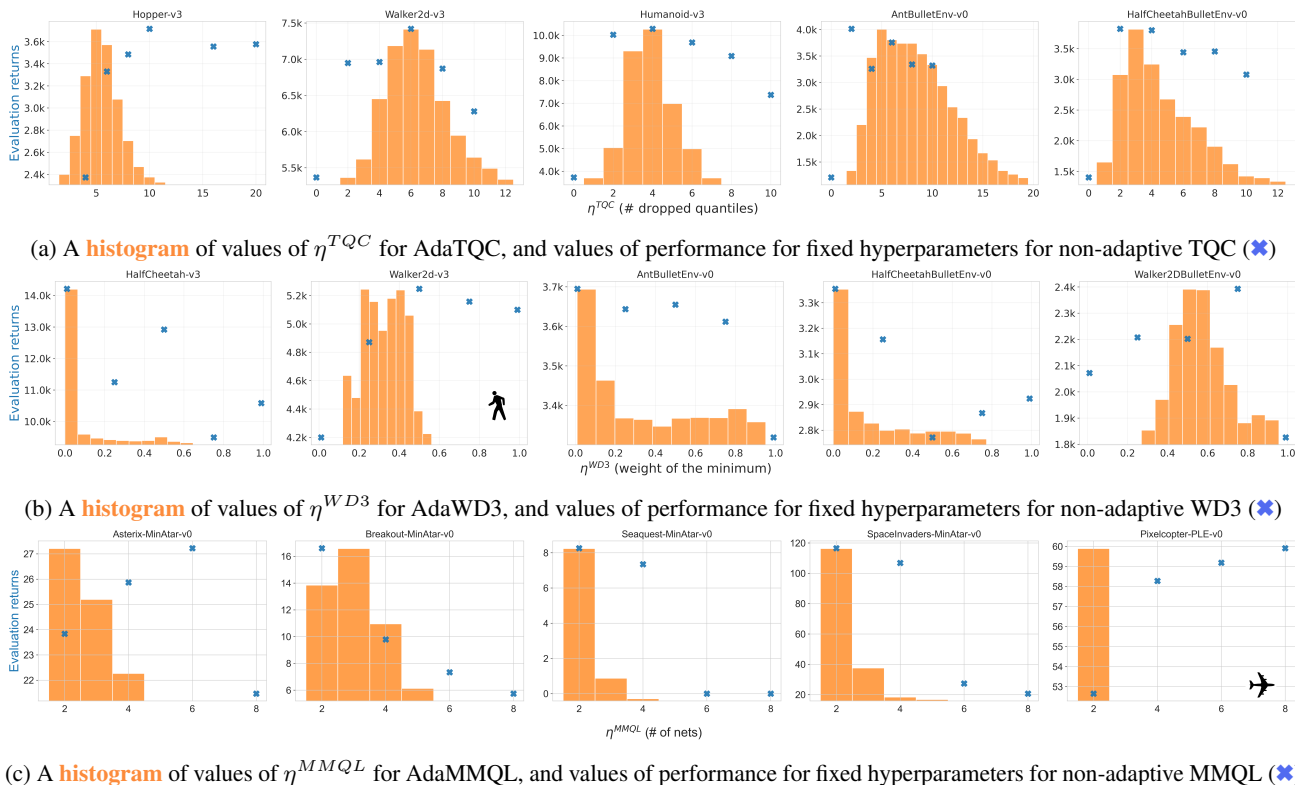 Hopper-v3 Walker2d-v3 Humanoid-v3 AntBulletEnv-v0 HalfCheetahBulletEnv-v0
Evaluation returns
3.6k 3.4k 3.2k 3.0k 2.8k 2.6k 2.4k
5 10 15 20
7.5k 7.0k 6.5k 6.0k 5.5k
0 2 4 6 8 10 12
10.0k 9.0k 8.0k 7.0k 6.0k 5.0k 4.0k
0 2 4 6 8 10
4.0k 3.5k 3.0k 2.5k 2.0k 1.5k
0 5 10 15 20
3.5k 3.0k 2.5k 2.0k 1.5k
0 2 4 6 8 10 12
η^TQC (# dropped quantiles)
(a) A histogram of values of η^TQC for AdaTQC, and values of performance for fixed hyperparameters for non-adaptive TQC (✖)
HalfCheetah-v3 Walker2d-v3 AntBulletEnv-v0 HalfCheetahBulletEnv-v0 Walker2DBulletEnv-v0
Evaluation returns
14.0k 13.0k 12.0k 11.0k 10.0k
0.0 0.2 0.4 0.6 0.8 1.0
5.2k 5.0k 4.8k 4.6k 4.4k 4.2k
0.0 0.2 0.4 0.6 0.8 1.0
3.7k 3.6k 3.5k 3.4k
0.0 0.2 0.4 0.6 0.8 1.0
3.3k 3.2k 3.1k 3.0k 2.9k 2.8k
0.0 0.2 0.4 0.6 0.8 1.0
2.4k 2.3k 2.2k 2.1k 2.0k 1.9k 1.8k
0.0 0.2 0.4 0.6 0.8 1.0
η^WD3 (weight of the minimum)
(b) A histogram of values of η^WD3 for AdaWD3, and values of performance for fixed hyperparameters for non-adaptive WD3 (✖)
Asterix-MinAtar-v0 Breakout-MinAtar-v0 Seaquest-MinAtar-v0 SpaceInvaders-MinAtar-v0 Pixelcopter-PLE-v0
Evaluation returns
27 26 25 24 23 22
2 4 6 8
16 14 12 10 8 6
2 4 6 8
8 6 4 2 0
2 4 6 8
120 100 80 60 40 20
2 4 6 8
60 59 58 57 56 55 54 53
2 4 6 8
η^MMQL (# of nets)
(c) A histogram of values of η^MMQL for AdaMMQL, and values of performance for fixed hyperparameters for non-adaptive MMQL (✖